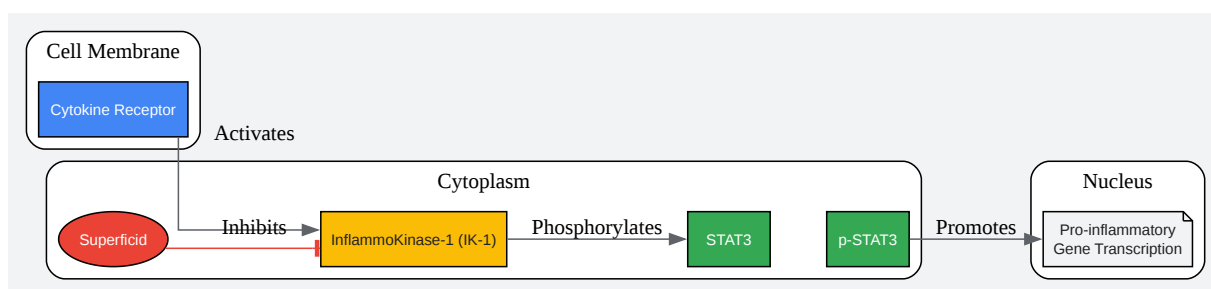 Cell Membrane
Cytokine Receptor
Activates
Cytoplasm
Nucleus
Superficid
Inhibits
InflammoKinase-1 (IK-1)
Phosphorylates
STAT3
p-STAT3
Promotes
Pro-inflammatory
Gene Transcription